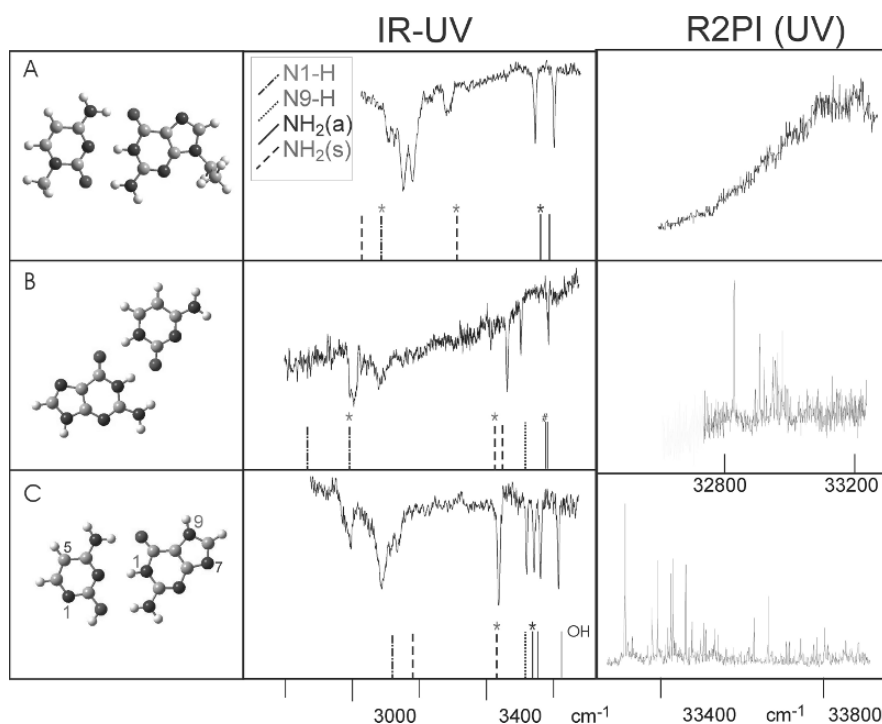 IR-UV
R2PI (UV)
A
N1-H
N9-H
NH2(a)
NH2(s)
* * *
B
* * #
32800 33200
C
5
1
9
1
7
* *
OH
3000 3400 cm-1
33400 cm-1 33800